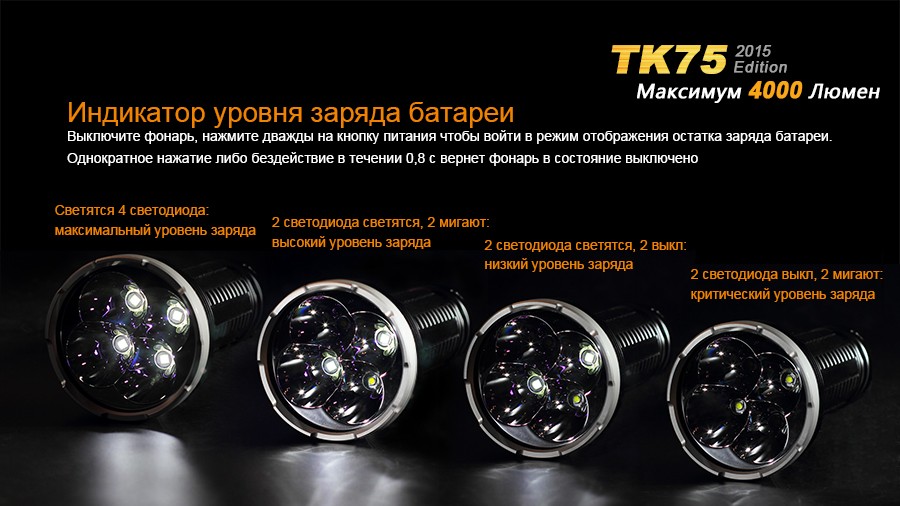 TK75 2015
Edition
Максимум 4000 Люмен
Индикатор уровня заряда батареи
Выключите фонарь, нажмите дважды на кнопку питания чтобы войти в режим отображения остатка заряда батареи.
Однократное нажатие либо бездействие в течении 0,8 с вернет фонарь в состояние выключено
Светятся 4 светодиода:
максимальный уровень заряда
2 светодиода светятся, 2 мигают:
высокий уровень заряда
2 светодиода светятся, 2 выкл:
низкий уровень заряда
2 светодиода выкл, 2 мигают:
критический уровень заряда